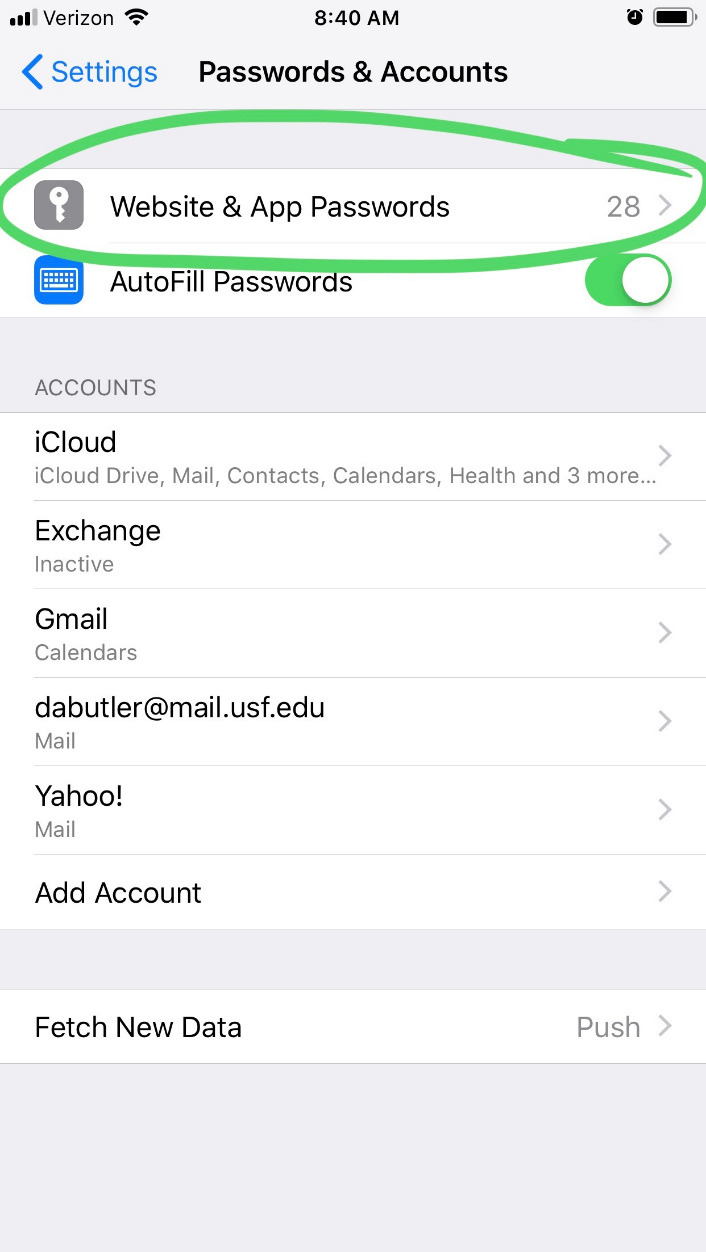 Verizon 8:40 AM
Settings Passwords & Accounts
Website & App Passwords 28
AutoFill Passwords
ACCOUNTS
iCloud
iCloud Drive, Mail, Contacts, Calendars, Health and 3 more...
Exchange
Inactive
Gmail
Calendars
dabutler@mail.usf.edu
Mail
Yahoo!
Mail
Add Account
Fetch New Data Push